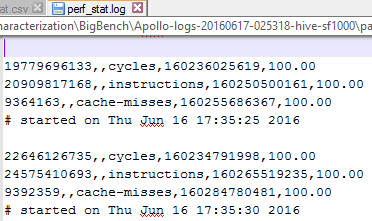 at.csv perf_stat.log
haracterization\BigBench\Apollo-logs-20160617-025318-hive-sf1000\pa
19779696133,,cycles,160236025619,100.00
20909817168,,instructions,160250500161,100.00
9364163,,cache-misses,160255686367,100.00
# started on Thu Jun 16 17:35:25 2016
22646126735,,cycles,160234791998,100.00
24575410693,,instructions,160265519235,100.00
9392359,,cache-misses,160284780481,100.00
# started on Thu Jun 16 17:35:30 2016